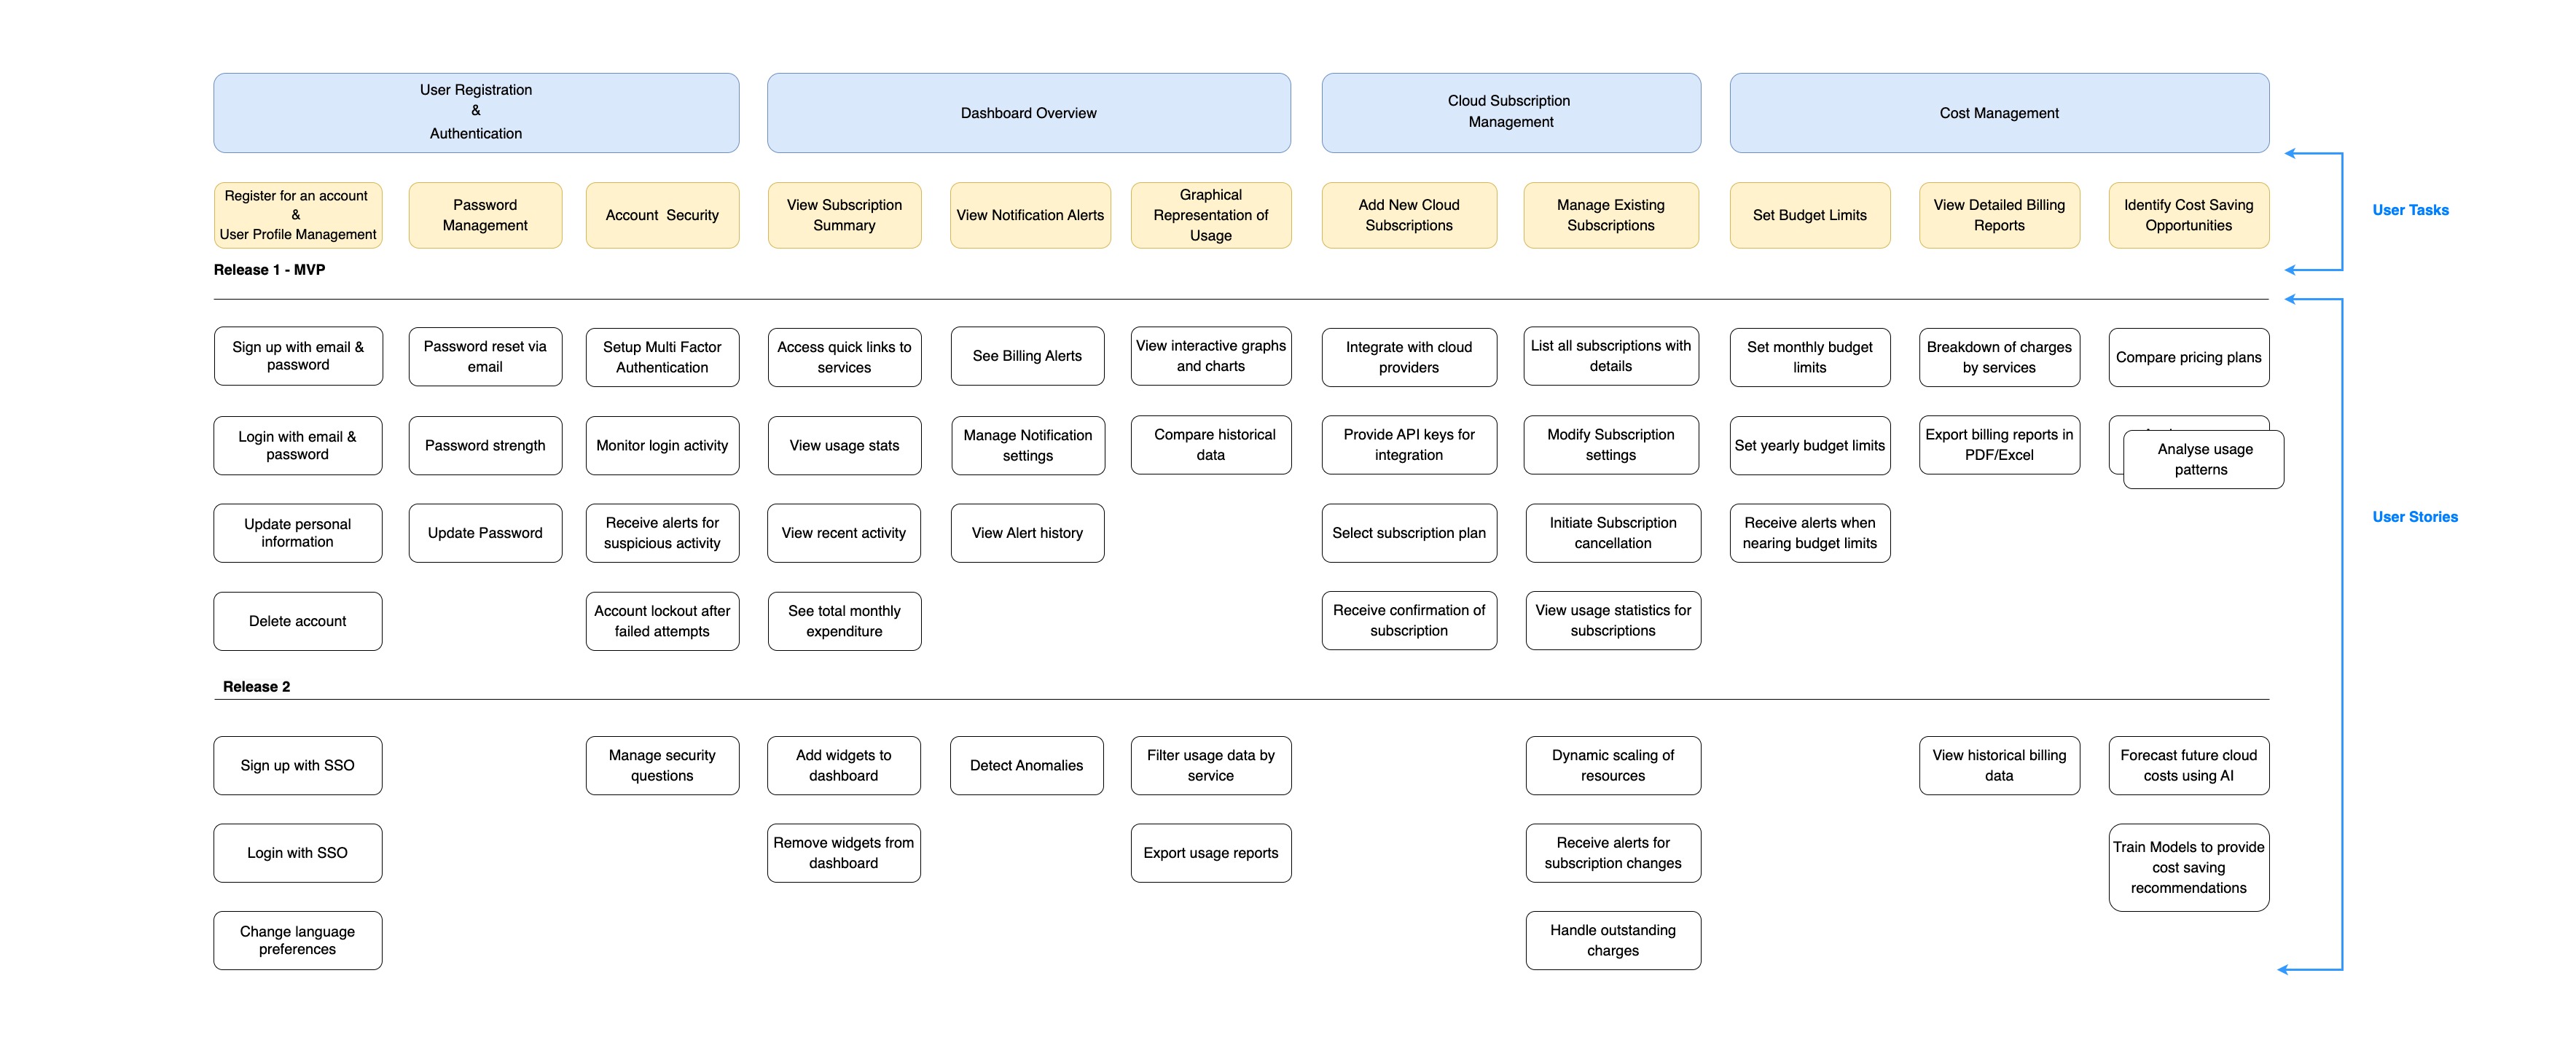 User Registration
&
Authentication
Dashboard Overview
Cloud Subscription
Management
Cost Management
Register for an account
&
User Profile Management
Password
Management
Account  Security
View Subscription
Summary
View Notification Alerts
Graphical
Representation of
Usage
Add New Cloud
Subscriptions
Manage Existing
Subscriptions
Set Budget Limits
View Detailed Billing
Reports
Identify Cost Saving
Opportunities
User Tasks
Release 1 - MVP
Sign up with email &
password
Password reset via
email
Setup Multi Factor
Authentication
Access quick links to
services
See Billing Alerts
View interactive graphs
and charts
Integrate with cloud
providers
List all subscriptions with
details
Set monthly budget
limits
Breakdown of charges
by services
Compare pricing plans
Login with email &
password
Password strength
Monitor login activity
View usage stats
Manage Notification
settings
Compare historical
data
Provide API keys for
integration
Modify Subscription
settings
Set yearly budget limits
Export billing reports in
PDF/Excel
Analyse usage
patterns
Update personal
information
Update Password
Receive alerts for
suspicious activity
View recent activity
View Alert history
Select subscription plan
Initiate Subscription
cancellation
Receive alerts when
nearing budget limits
User Stories
Delete account
Account lockout after
failed attempts
See total monthly
expenditure
Receive confirmation of
subscription
View usage statistics for
subscriptions
Release 2
Sign up with SSO
Manage security
questions
Add widgets to
dashboard
Detect Anomalies
Filter usage data by
service
Dynamic scaling of
resources
View historical billing
data
Forecast future cloud
costs using AI
Login with SSO
Remove widgets from
dashboard
Export usage reports
Receive alerts for
subscription changes
Train Models to provide
cost saving
recommendations
Change language
preferences
Handle outstanding
charges